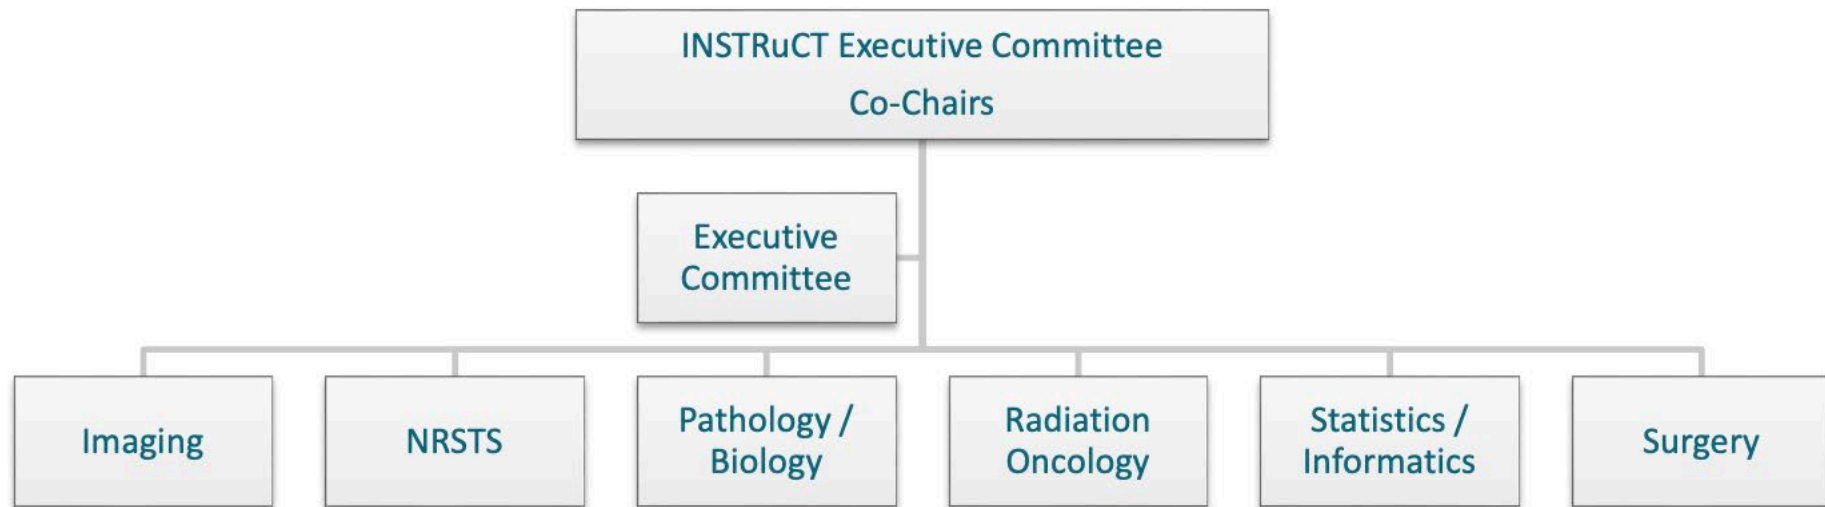 INSTRuCT Executive Committee
Co-Chairs
Executive
Committee
Imaging
NRSTS
Pathology /
Biology
Radiation
Oncology
Statistics /
Informatics
Surgery